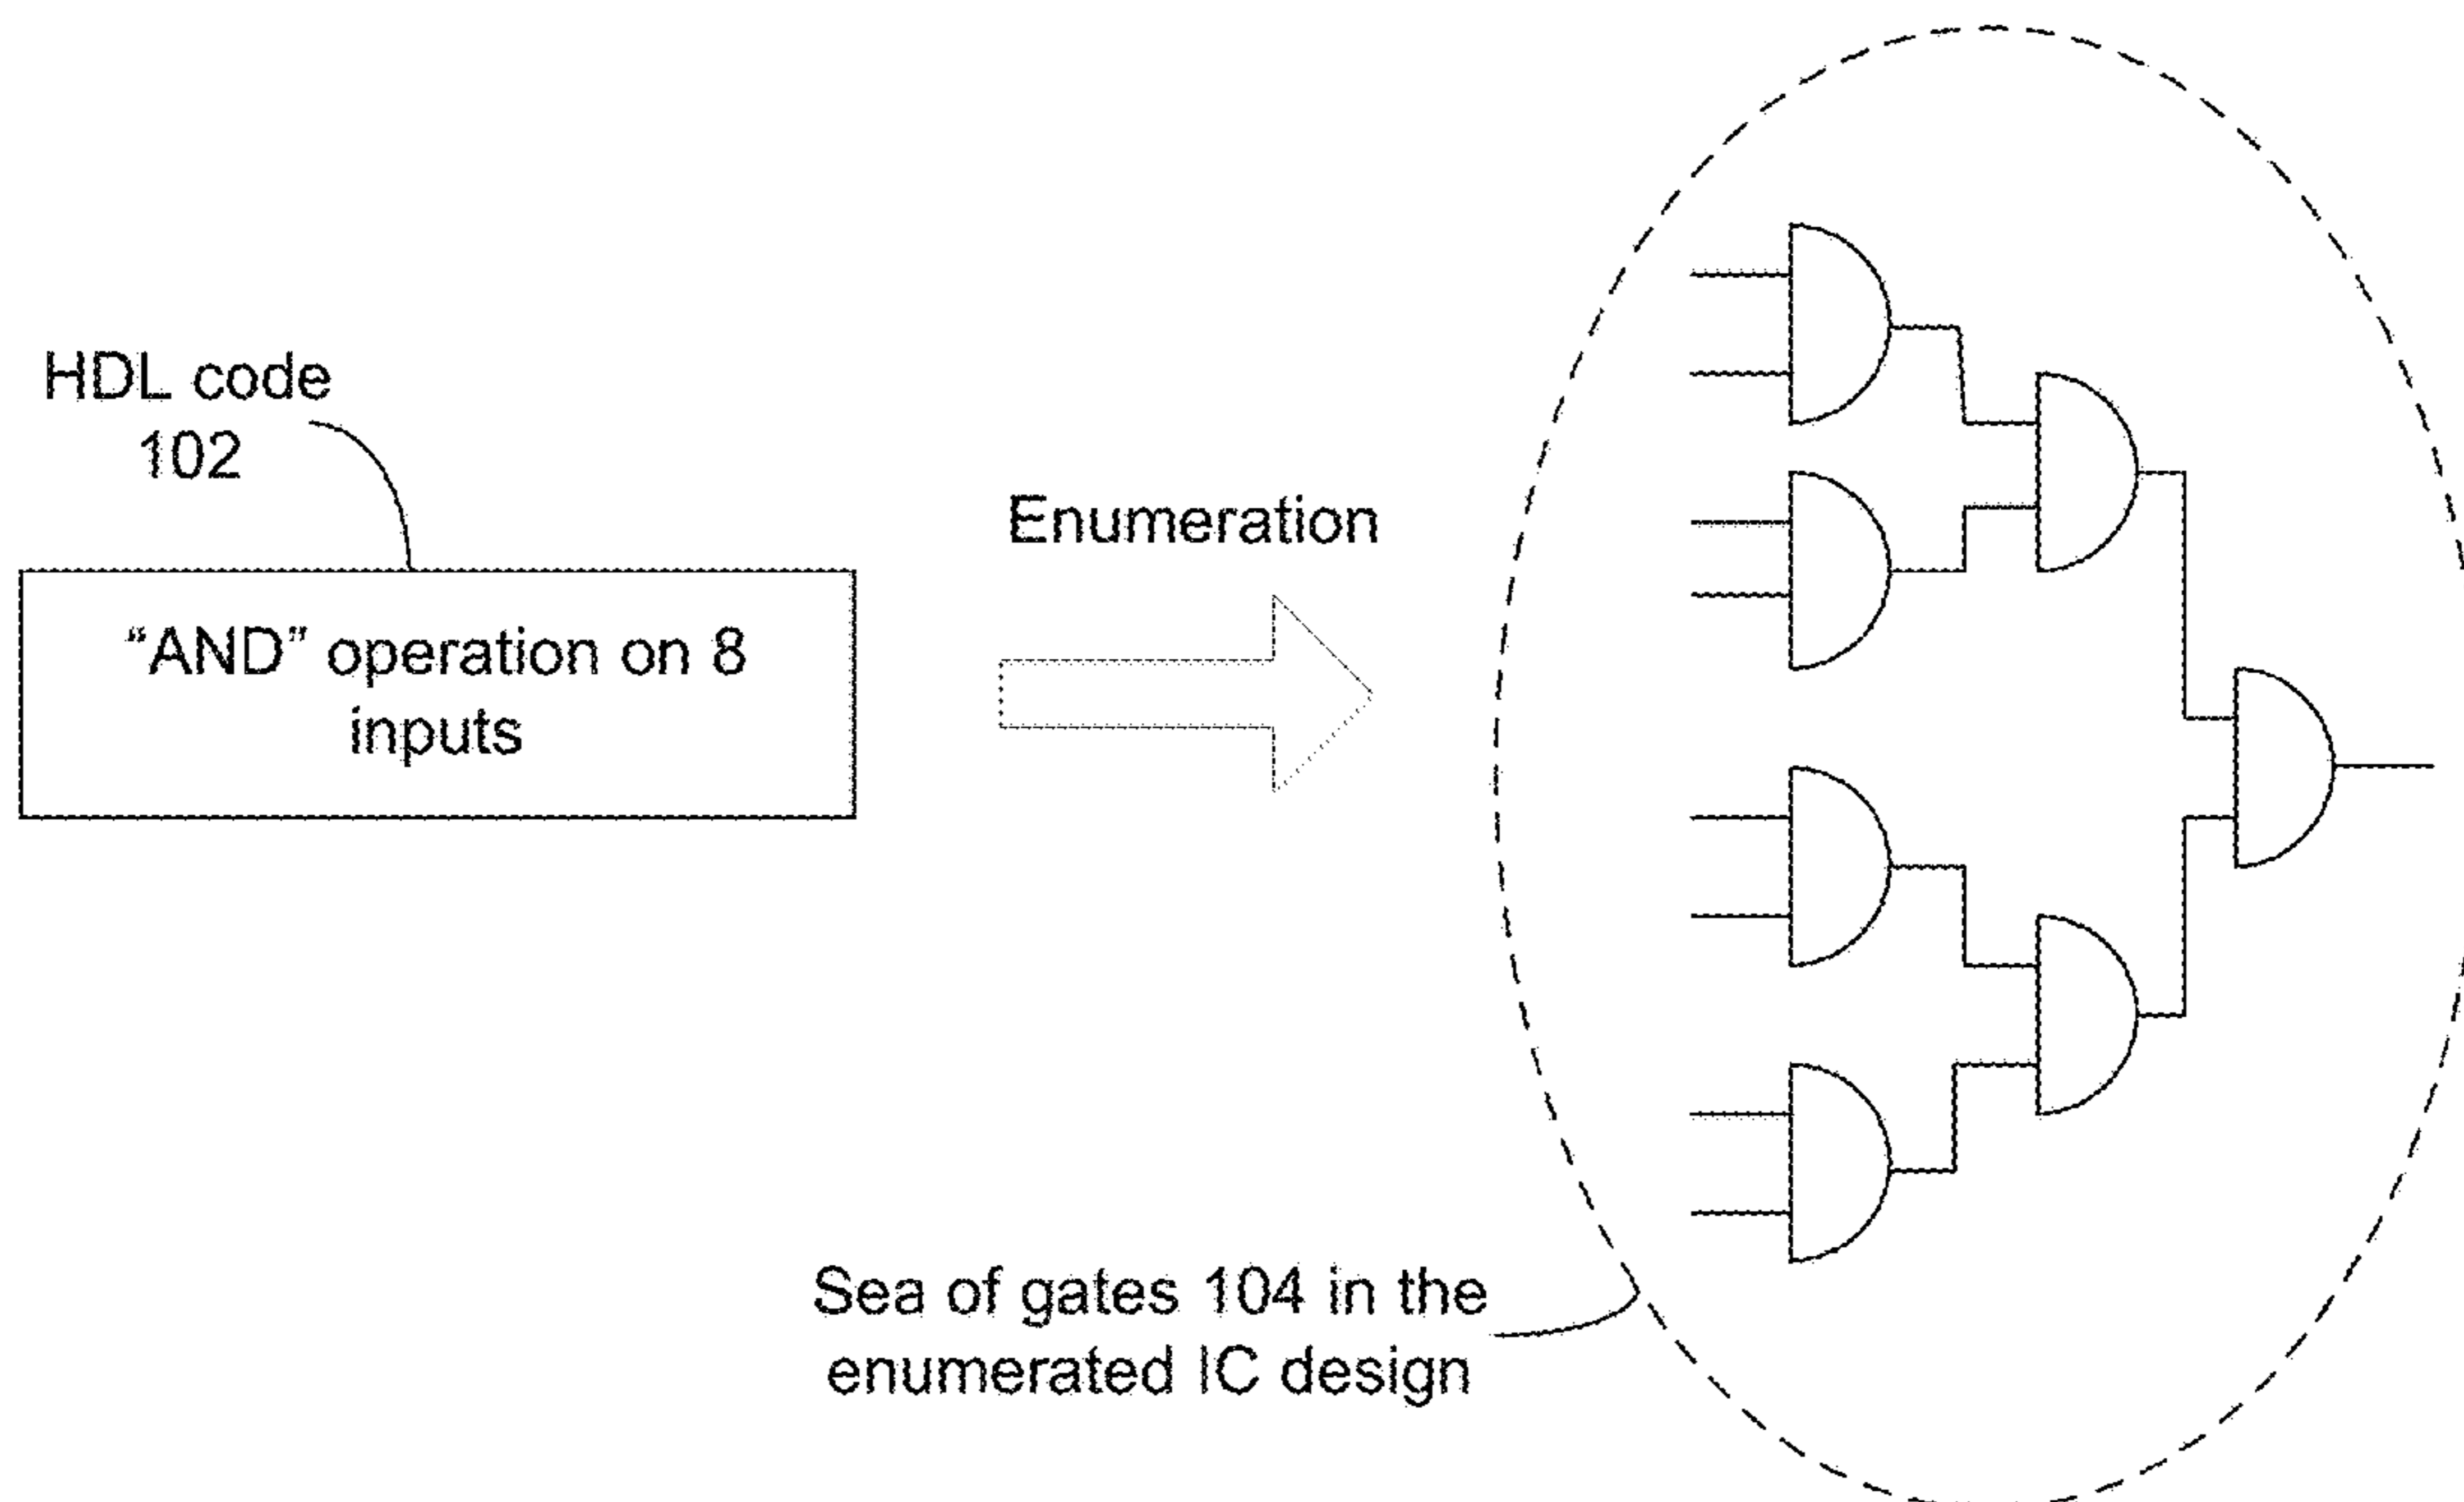 HDL code
102
Enumeration
“AND” operation on 8
inputs
Sea of gates 104 in the
enumerated IC design